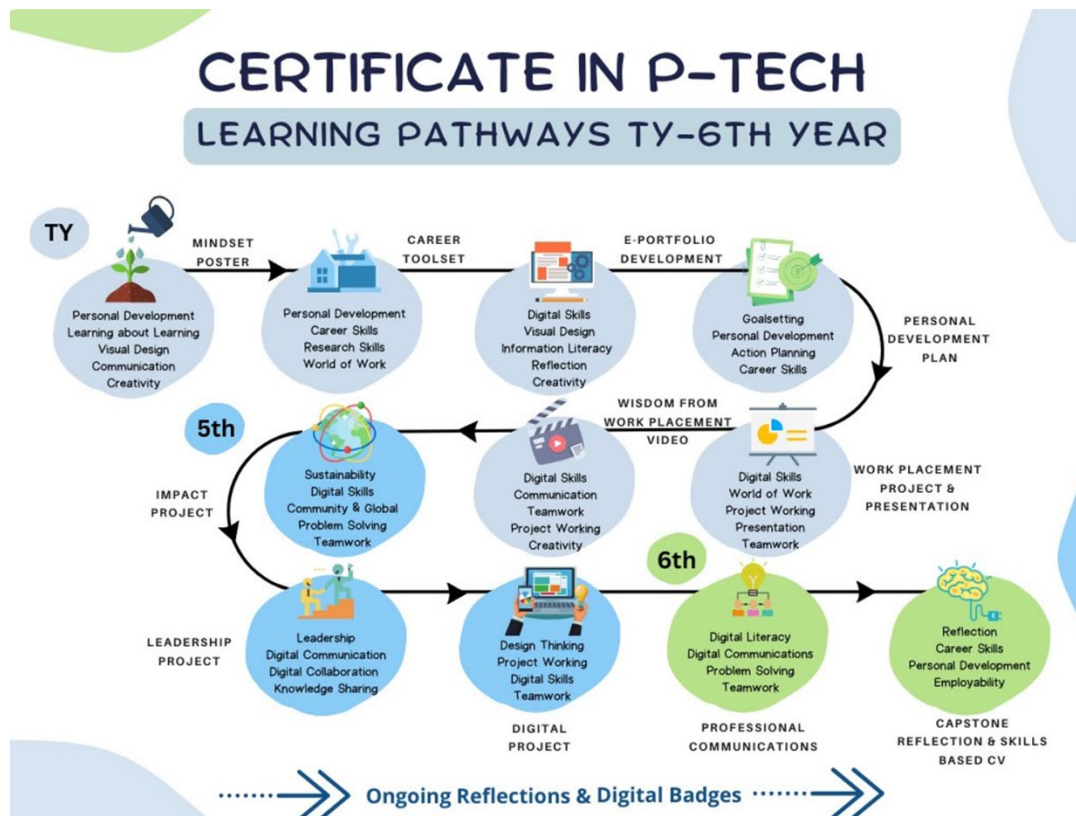 CERTIFICATE IN P-TECH
LEARNING PATHWAYS TY-6TH YEAR
TY
MINDSET
POSTER
CAREER
TOOLSET
E-PORTFOLIO
DEVELOPMENT
Personal Development
Learning about Learning
Visual Design
Communication
Creativity
Personal Development
Career Skills
Research Skills
World of Work
Digital Skills
Visual Design
Information Literacy
Reflection
Creativity
Goalsetting
Personal Development
Action Planning
Career Skills
PERSONAL
DEVELOPMENT
PLAN
Digital Skills
World of Work
Project Working
Presentation
Teamwork
WORK PLACEMENT
PROJECT &
PRESENTATION
WISDOM FROM
WORK PLACEMENT
VIDEO
Digital Skills
Communication
Teamwork
Project Working
Creativity
5th
Sustainability
Digital Skills
Community & Global
Problem Solving
Teamwork
IMPACT
PROJECT
LEADERSHIP
PROJECT
Leadership
Digital Communication
Digital Collaboration
Knowledge Sharing
Design Thinking
Project Working
Digital Skills
Teamwork
DIGITAL
PROJECT
6th
Digital Literacy
Digital Communications
Problem Solving
Teamwork
PROFESSIONAL
COMMUNICATIONS
Reflection
Career Skills
Personal Development
Employability
CAPSTONE
REFLECTION & SKILLS
BASED CV
Ongoing Reflections & Digital Badges